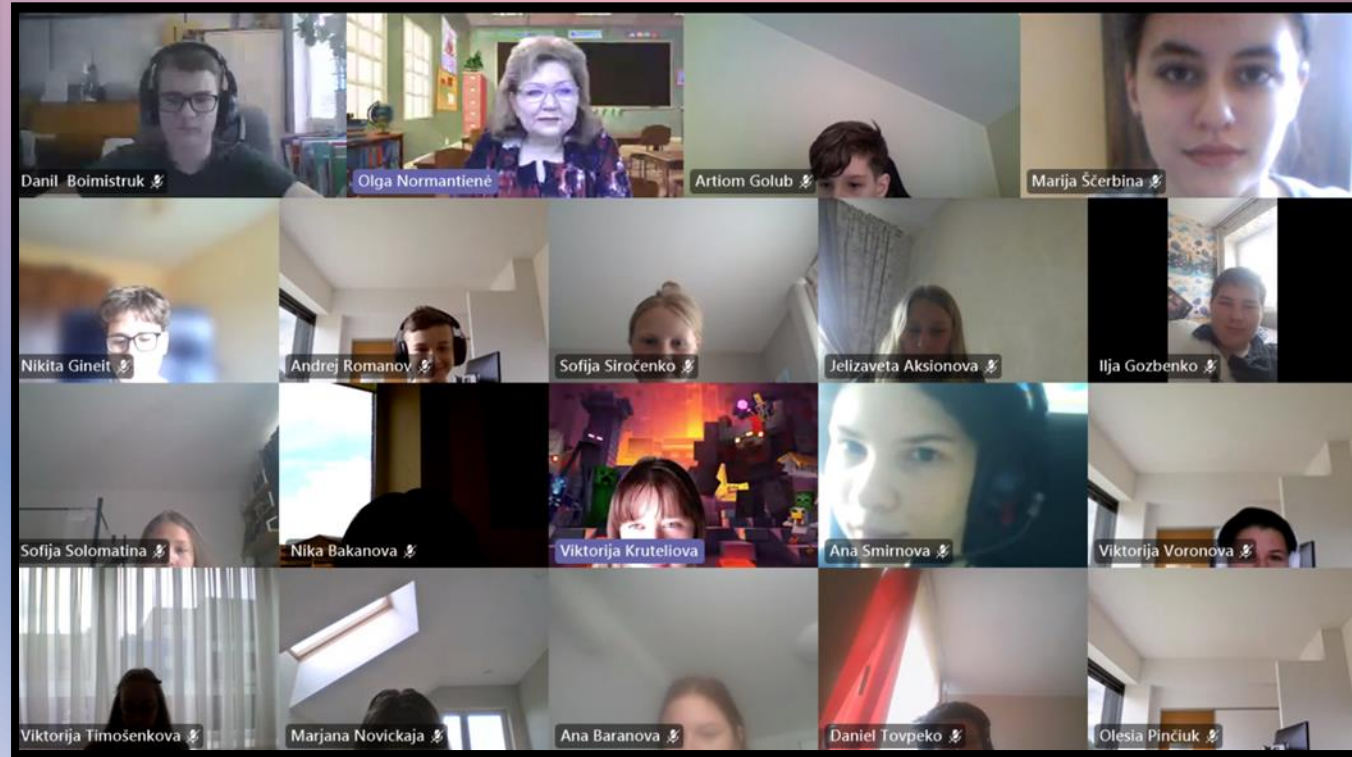 Danil Boimistruk
Olga Normantienė
Artiom Golub
Marija Ščerbina
Nikita Gineit
Andrej Romanov
Sofija Siročenko
Jelizaveta Aksionova
Ilja Gozbenko
Sofija Solomatina
Nika Bakanova
Viktorija Kruteliova
Ana Smirnova
Viktorija Voronova
Viktorija Timošenkova
Marjana Novickaja
Ana Baranova
Daniel Tovpeko
Olesia Pinčiuk